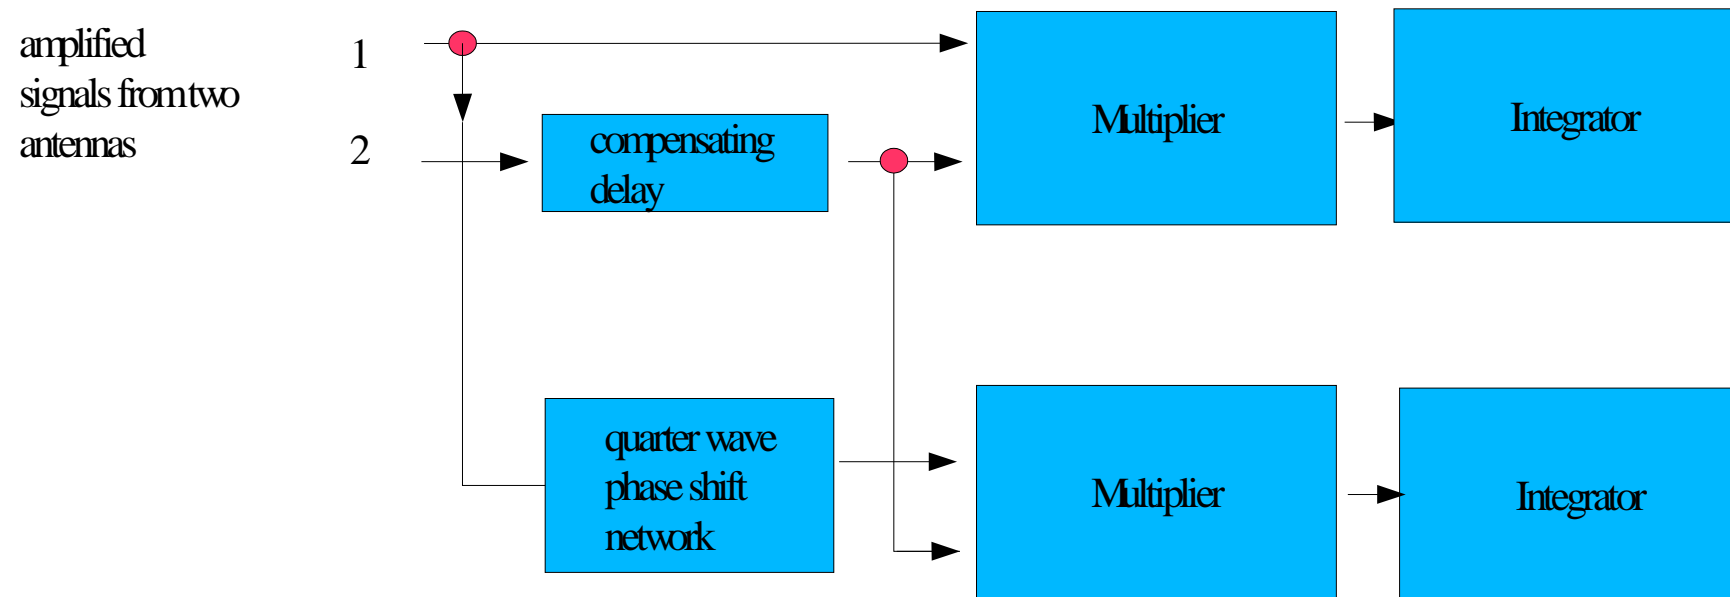 amplified
signals from two
antennas
1
2
compensating
delay
Multiplier
Integrator
quarter wave
phase shift
network
Multiplier
Integrator